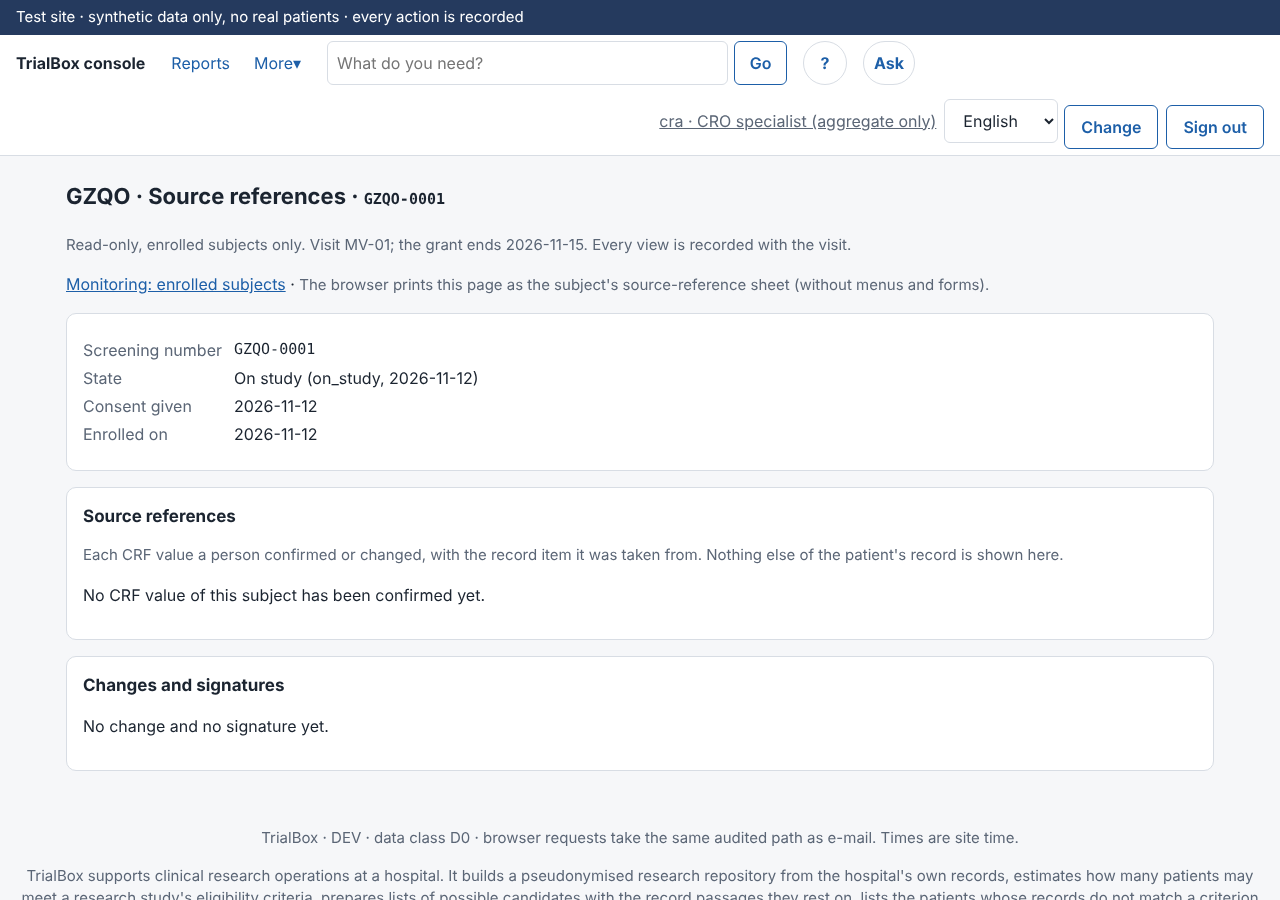 Test site · synthetic data only, no real patients · every action is recorded
TrialBox console Reports More▾ What do you need? Go ? Ask
cra · CRO specialist (aggregate only) English Change Sign out
GZQO · Source references · GZQO-0001
Read-only, enrolled subjects only. Visit MV-01; the grant ends 2026-11-15. Every view is recorded with the visit.
Monitoring: enrolled subjects · The browser prints this page as the subject's source-reference sheet (without menus and forms).
Screening number GZQO-0001
State On study (on_study, 2026-11-12)
Consent given 2026-11-12
Enrolled on 2026-11-12
Source references
Each CRF value a person confirmed or changed, with the record item it was taken from. Nothing else of the patient's record is shown here.
No CRF value of this subject has been confirmed yet.
Changes and signatures
No change and no signature yet.
TrialBox · DEV · data class D0 · browser requests take the same audited path as e-mail. Times are site time.
TrialBox supports clinical research operations at a hospital. It builds a pseudonymised research repository from the hospital's own records, estimates how many patients may
meet a research study's eligibility criteria, prepares lists of possible candidates with the record passages they rest on, lists the patients whose records do not match a criterion